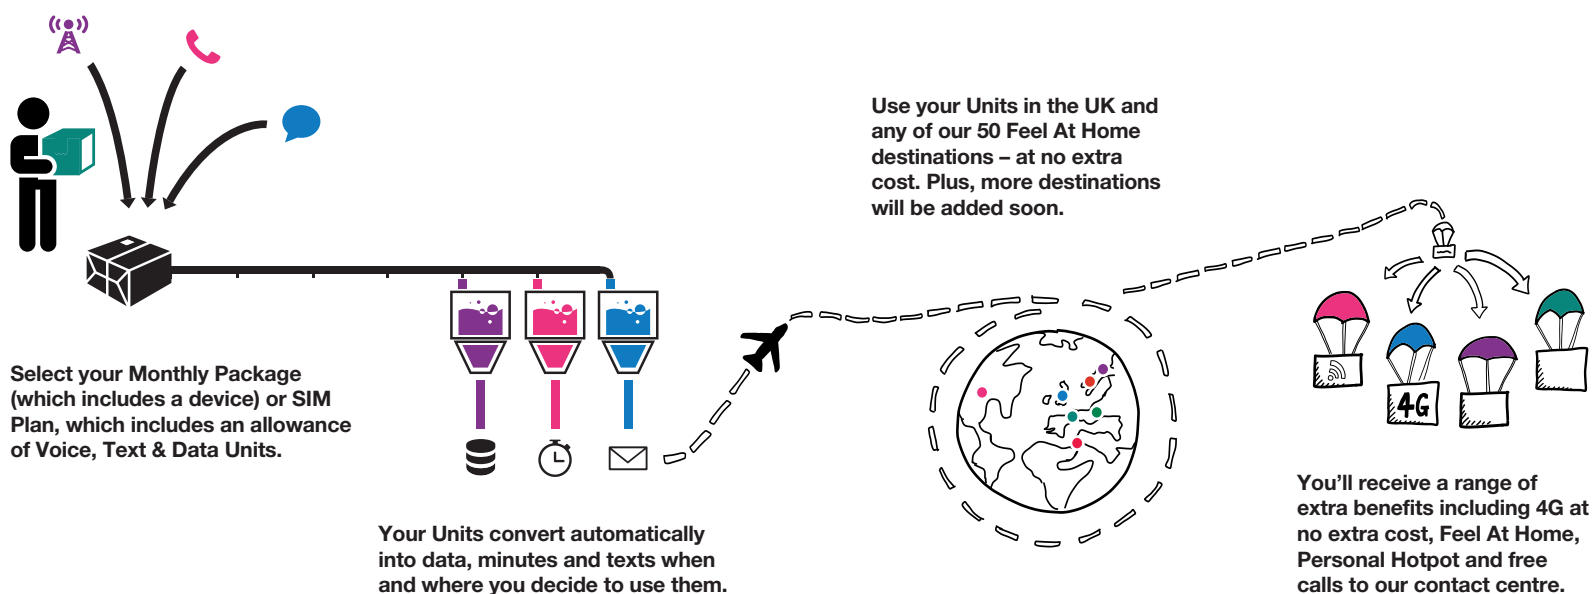 Select your Monthly Package
(which includes a device) or SIM
Plan, which includes an allowance
of Voice, Text & Data Units.
Your Units convert automatically
into data, minutes and texts when
and where you decide to use them.
Use your Units in the UK and
any of our 50 Feel At Home
destinations – at no extra
cost. Plus, more destinations
will be added soon.
4G
You’ll receive a range of
extra benefits including 4G at
no extra cost, Feel At Home,
Personal Hotpot and free
calls to our contact centre.